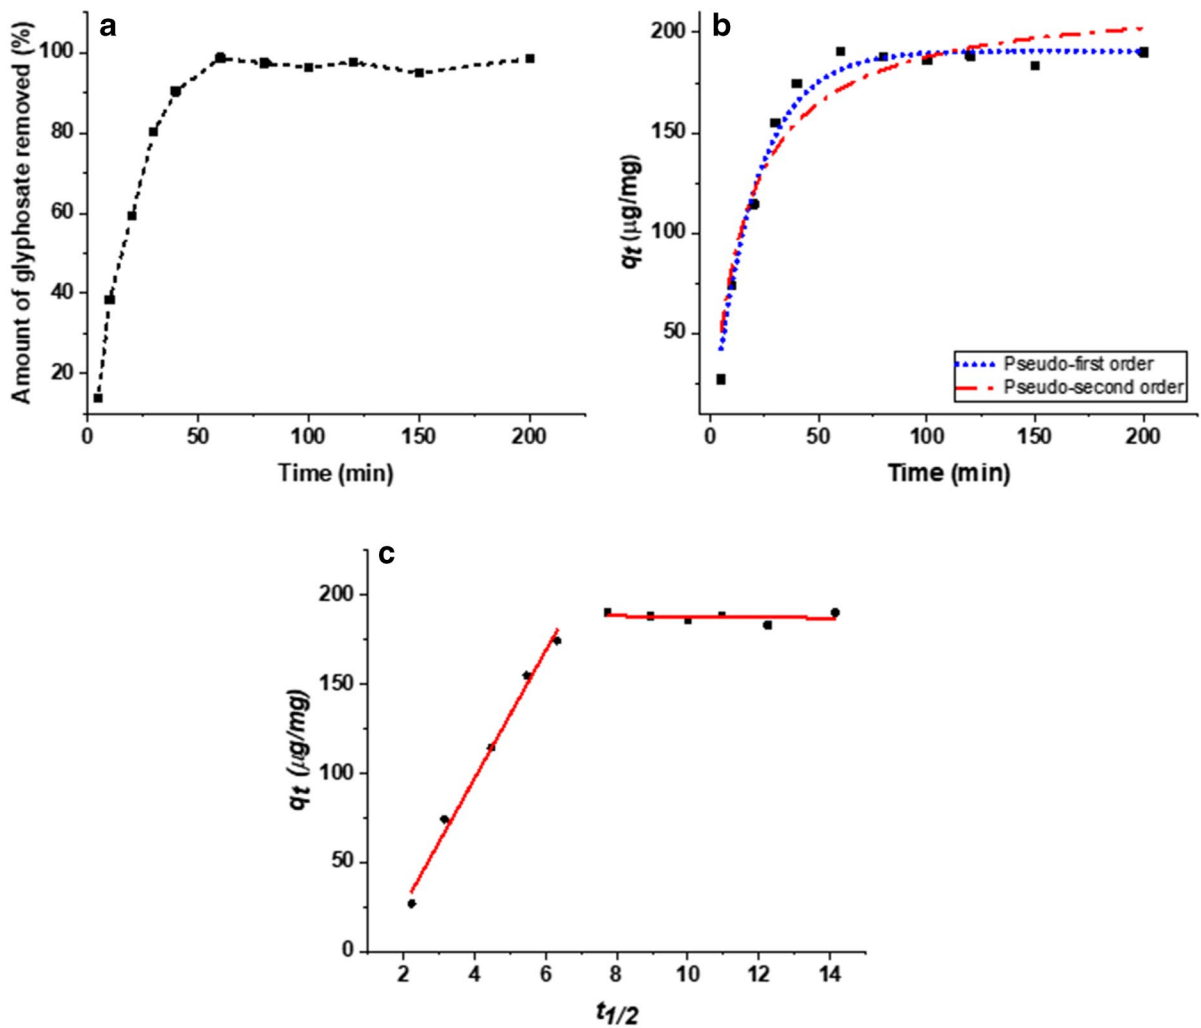 a
Amount of glyphosate removed (%)
100
80
60
40
20
0 50 100 150 200
Time (min)
b
qt (μg/mg)
200
150
100
50
Pseudo-first order
Pseudo-second order
0 50 100 150 200
Time (min)
c
qt (μg/mg)
200
150
100
50
0
2 4 6 8 10 12 14
t1/2